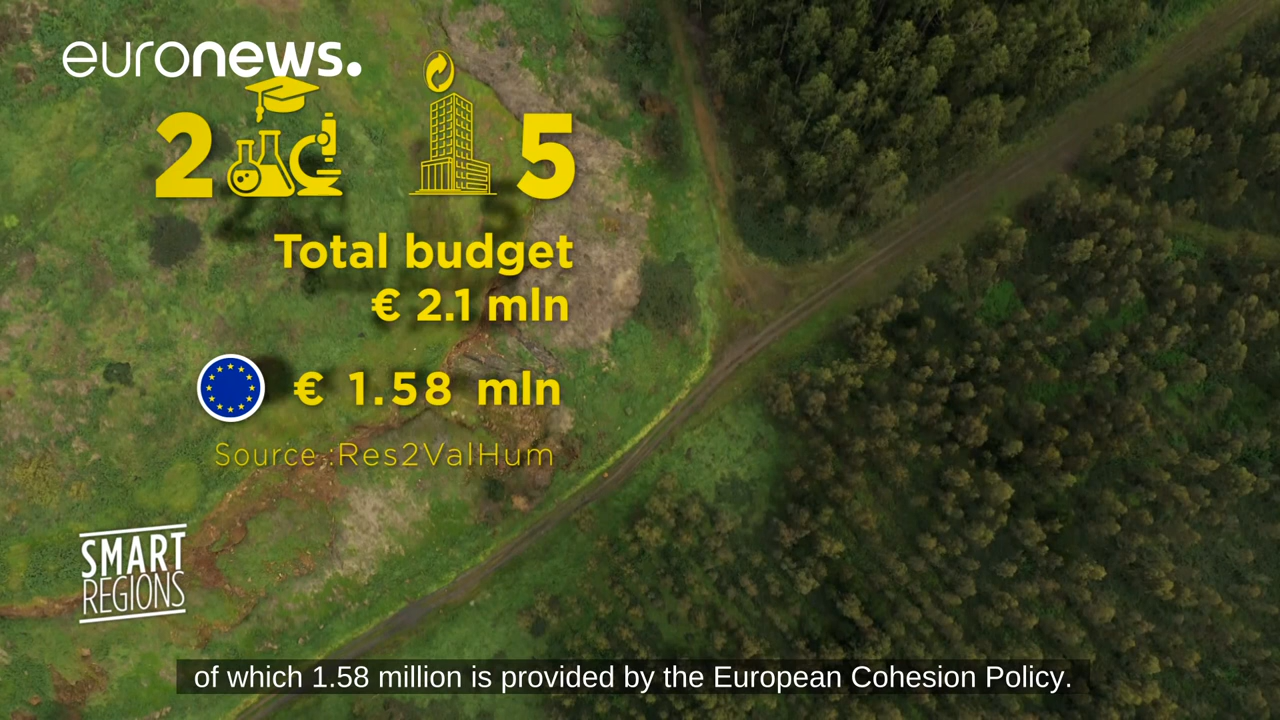 euronews.
2 5
Total budget
€ 2.1 mln
€ 1.58 mln
Source :Res2ValHum
SMART
REGIONS
of which 1.58 million is provided by the European Cohesion Policy.